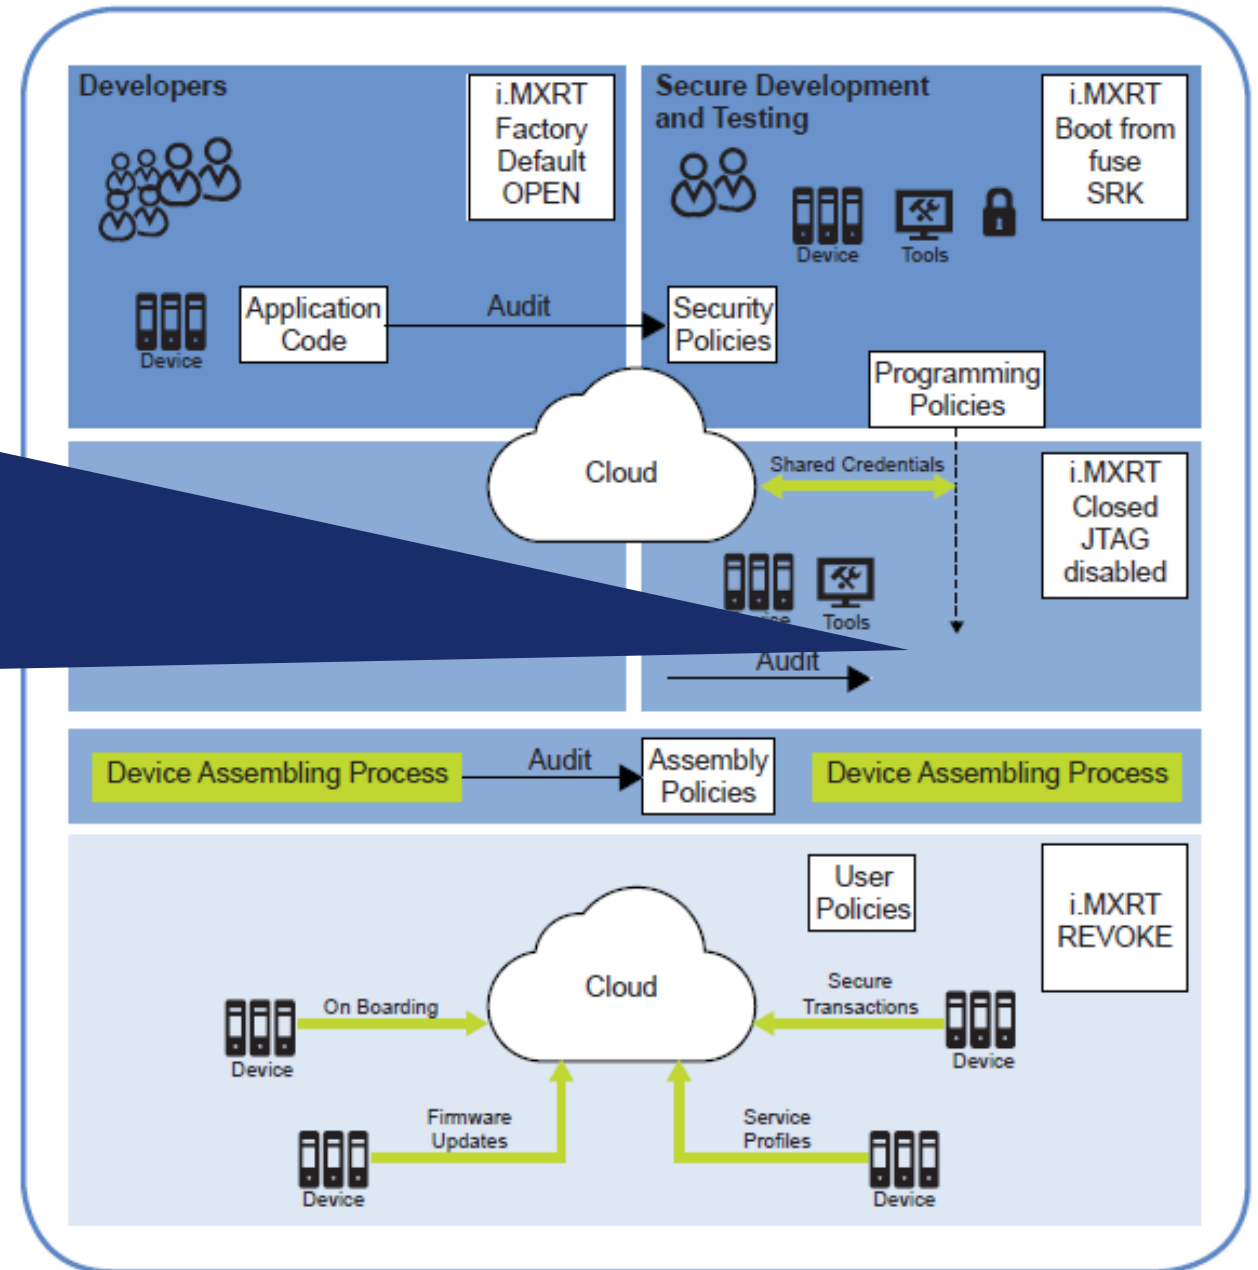 Developers
i.MXRT
Factory
Default
OPEN
Device
Application
Code
Audit
Secure Development
and Testing
i.MXRT
Boot from
fuse
SRK
Device
Tools
Security
Policies
Programming
Policies
Cloud
Shared Credentials
i.MXRT
Closed
JTAG
disabled
Tools
Audit
Device Assembling Process
Audit
Assembly
Policies
Device Assembling Process
User
Policies
i.MXRT
REVOKE
Cloud
On Boarding
Device
Secure
Transactions
Device
Firmware
Updates
Device
Service
Profiles
Device